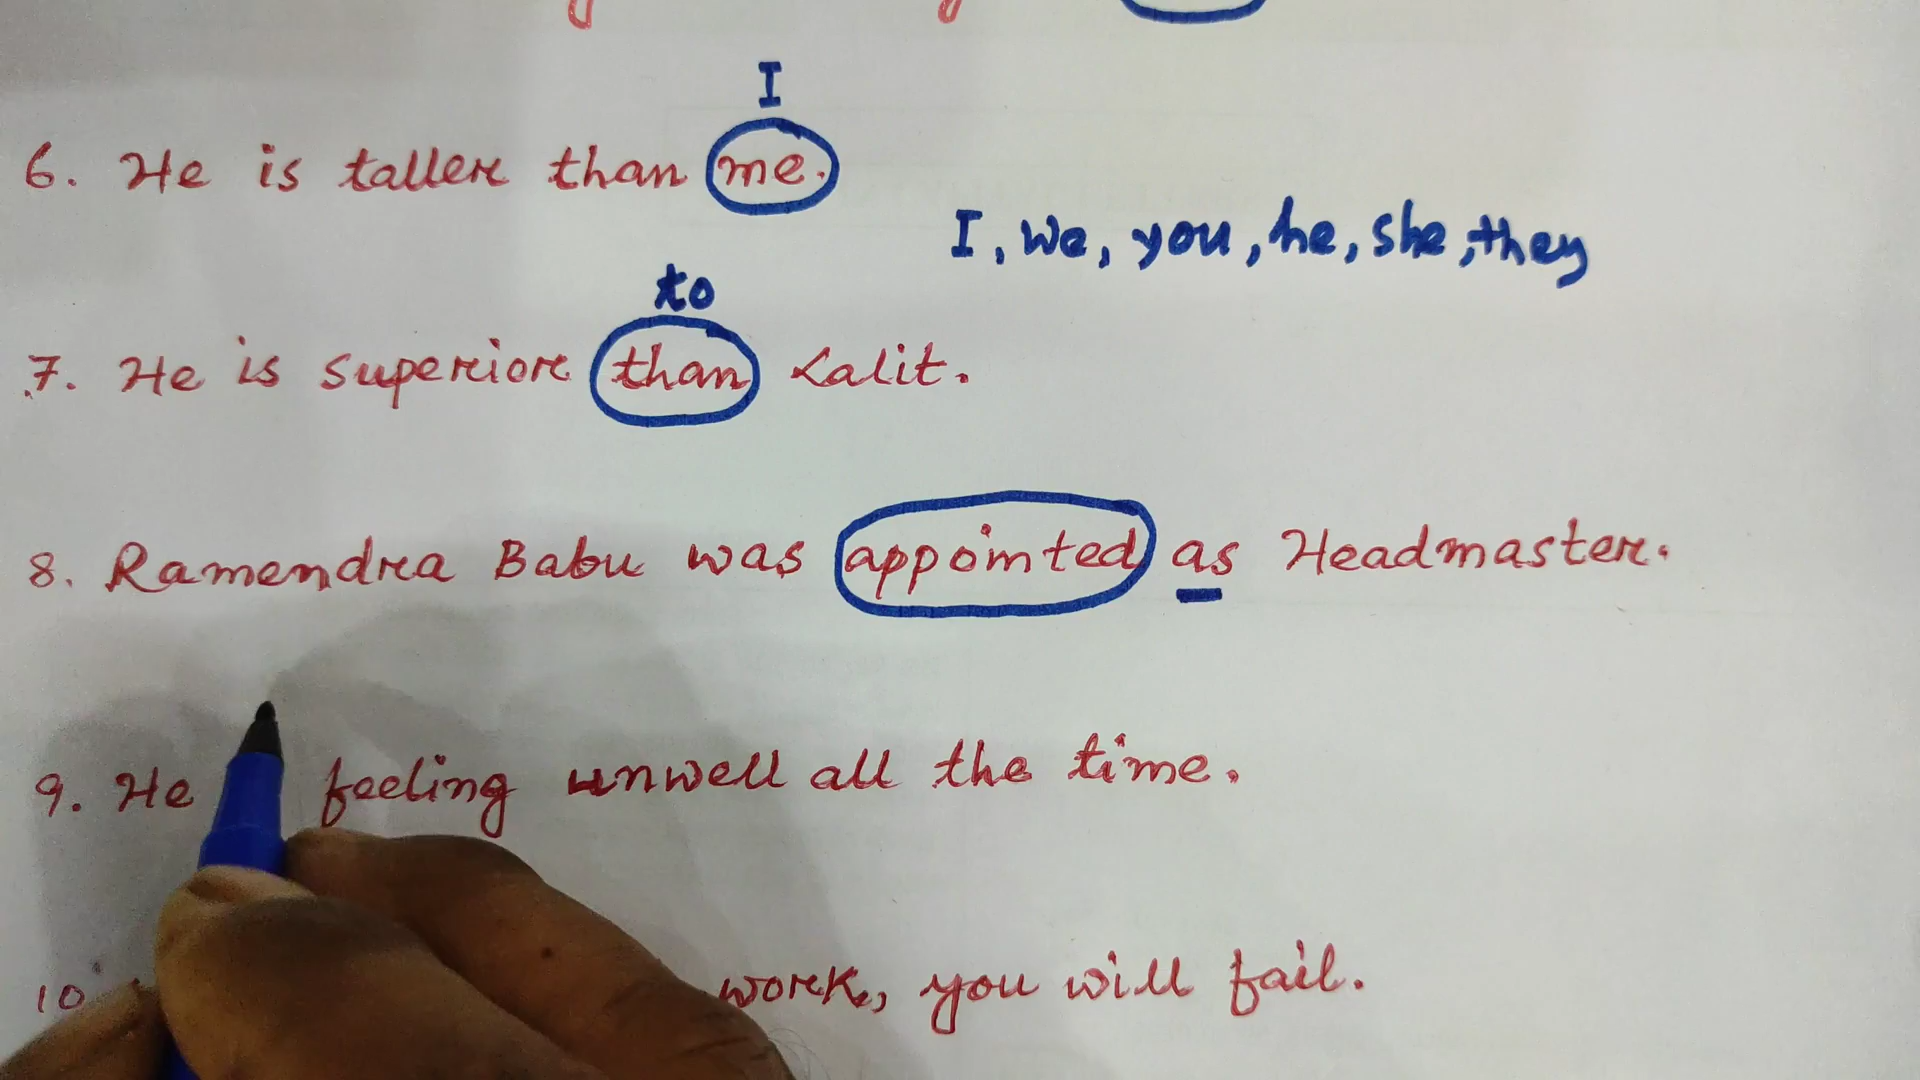 I
6. He is taller than me.
I, we, you, he, she, they
to
7. He is superior than Lalit.
8. Ramendra Babu was appointed as Headmaster.
9. He feeling unwell all the time.
10 work, you will fail.